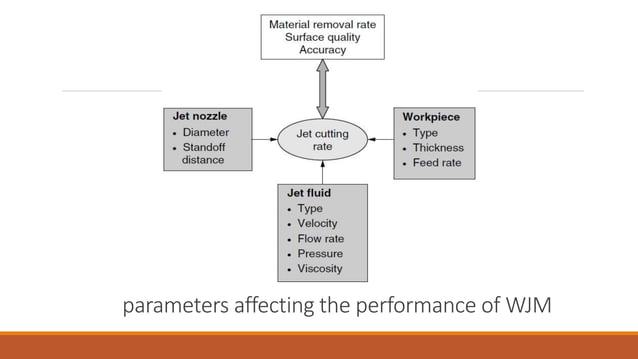 Material removal rate
Surface quality
Accuracy
Jet nozzle
• Diameter
• Standoff
distance
Jet cutting
rate
Workpiece
• Type
• Thickness
• Feed rate
Jet fluid
• Type
• Velocity
• Flow rate
• Pressure
• Viscosity
parameters affecting the performance of WJM